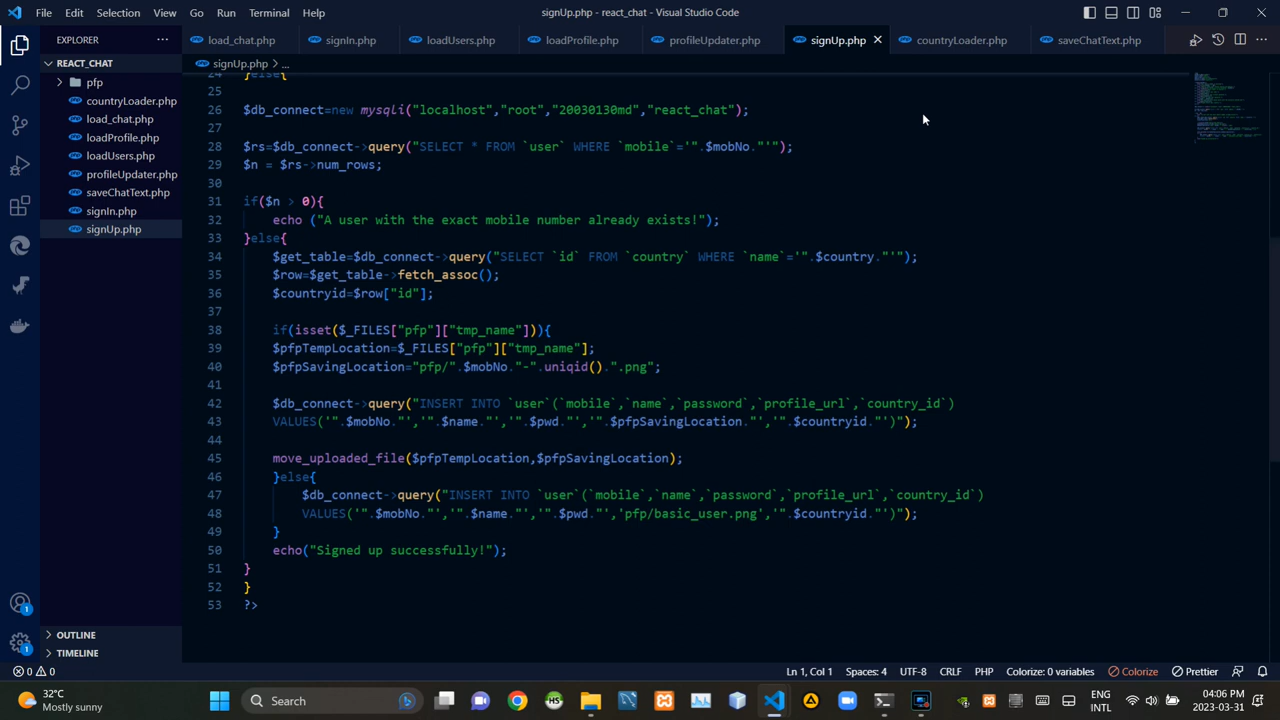 File Edit Selection View Go Run Terminal Help
signUp.php - react_chat - Visual Studio Code
EXPLORER
load_chat.php signIn.php loadUsers.php loadProfile.php profileUpdater.php signUp.php countryLoader.php saveChatText.php
REACT_CHAT
signUp.php > ...
pfp
countryLoader.php
load_chat.php
loadProfile.php
loadUsers.php
profileUpdater.php
saveChatText.php
signIn.php
signUp.php
24 }else{
25
26 $db_connect=new mysqli("localhost","root","20030130md","react_chat");
27
28 $rs=$db_connect->query("SELECT * FROM `user` WHERE `mobile`='".$mobNo."'");
29 $n = $rs->num_rows;
30
31 if($n > 0){
32 echo ("A user with the exact mobile number already exists!");
33 }else{
34 $get_table=$db_connect->query("SELECT `id` FROM `country` WHERE `name`='".$country."'");
35 $row=$get_table->fetch_assoc();
36 $countryid=$row["id"];
37
38 if(isset($_FILES["pfp"]["tmp_name"])){
39 $pfpTempLocation=$_FILES["pfp"]["tmp_name"];
40 $pfpSavingLocation="pfp/".$mobNo."-".uniqid().".png";
41
42 $db_connect->query("INSERT INTO `user`(`mobile`,`name`,`password`,`profile_url`,`country_id`)
43 VALUES('".$mobNo."','".$name."','".$pwd."','".$pfpSavingLocation."','".$countryid."')");
44
45 move_uploaded_file($pfpTempLocation,$pfpSavingLocation);
46 }else{
47 $db_connect->query("INSERT INTO `user`(`mobile`,`name`,`password`,`profile_url`,`country_id`)
48 VALUES('".$mobNo."','".$name."','".$pwd."','pfp/basic_user.png','".$countryid."')");
49 }
50 echo("Signed up successfully!");
51 }
52 }
53 ?>
OUTLINE
TIMELINE
0 0
Ln 1, Col 1 Spaces: 4 UTF-8 CRLF PHP Colorize: 0 variables Colorize Prettier
32°C
Mostly sunny
Search
ENG
INTL
04:06 PM
2023-03-31